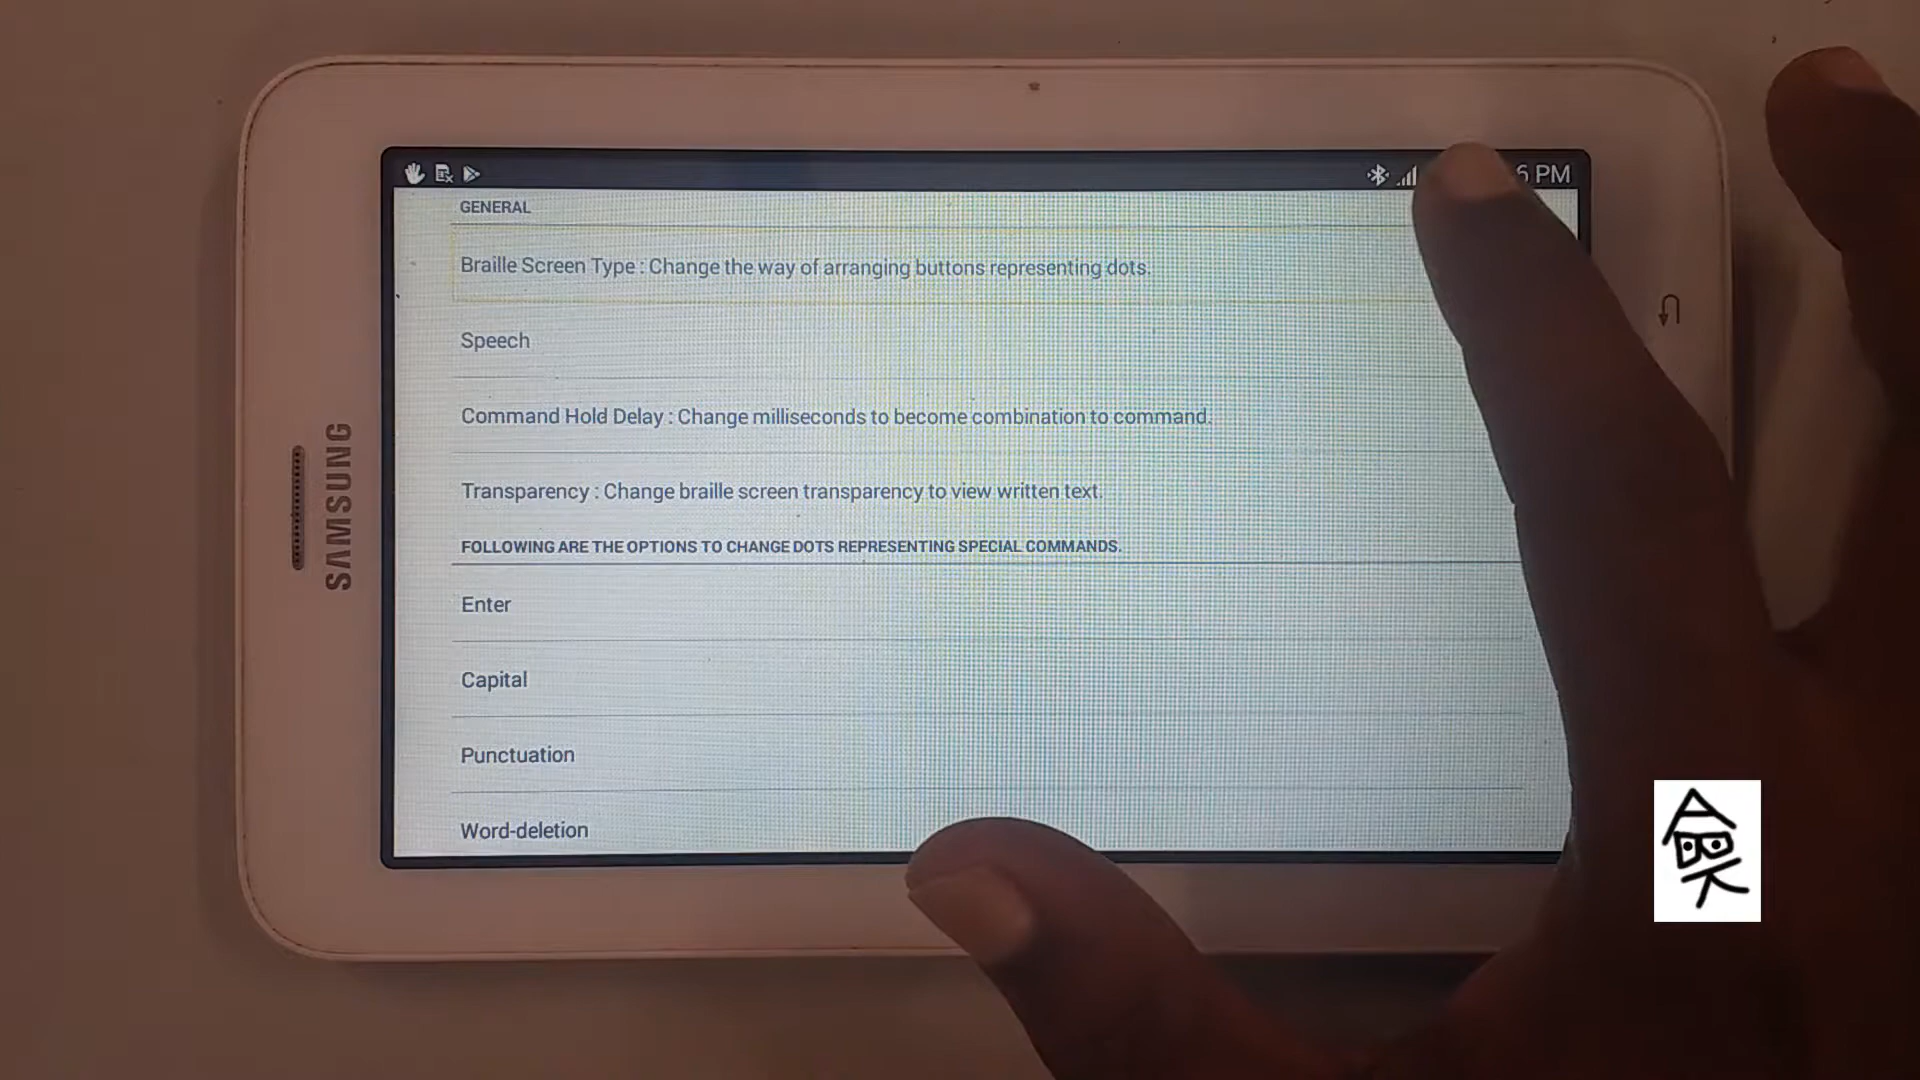 6 PM
GENERAL
Braille Screen Type : Change the way of arranging buttons representing dots.
Speech
Command Hold Delay : Change milliseconds to become combination to command.
Transparency : Change braille screen transparency to view written text.
FOLLOWING ARE THE OPTIONS TO CHANGE DOTS REPRESENTING SPECIAL COMMANDS.
Enter
Capital
Punctuation
Word-deletion
SAMSUNG